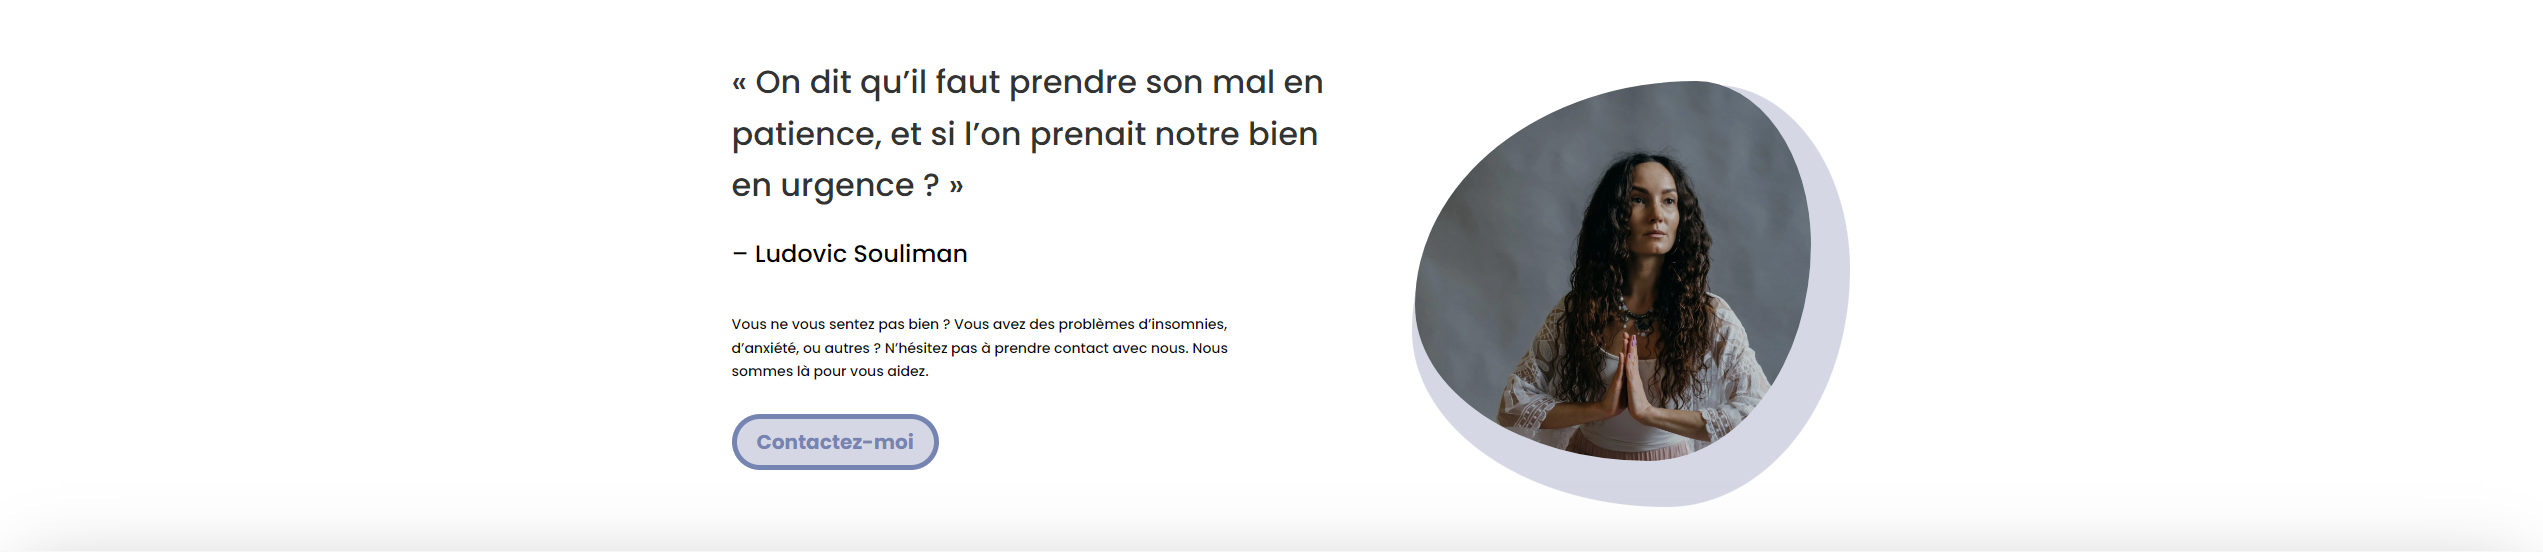 « On dit qu’il faut prendre son mal en
patience, et si l’on prenait notre bien
en urgence ? »
– Ludovic Souliman
Vous ne vous sentez pas bien ? Vous avez des problèmes d’insomnies,
d’anxiété, ou autres ? N’hésitez pas à prendre contact avec nous. Nous
sommes là pour vous aidez.
Contactez-moi